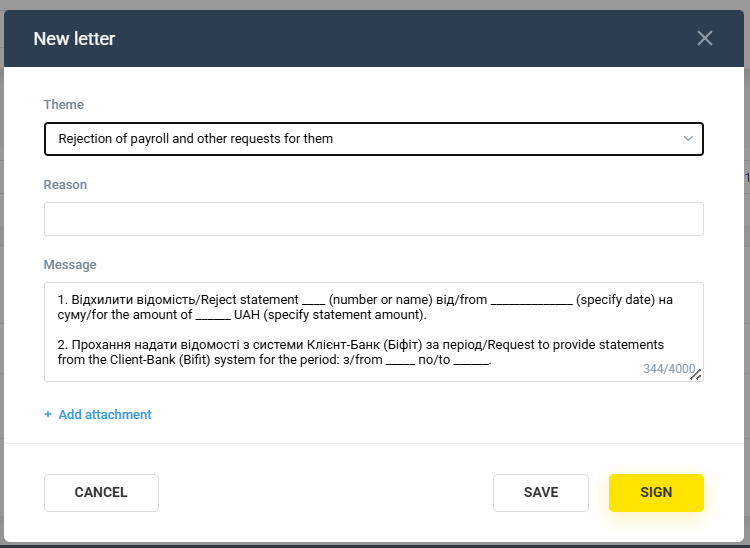 New letter
Theme
Rejection of payroll and other requests for them
Reason
Message
1. Відхилити відомість/Reject statement ____ (number or name) від/from ______________ (specify date) на
суму/for the amount of ______ UAH (specify statement amount).
2. Прохання надати відомості з системи Клієнт-Банк (Біфіт) за період/Request to provide statements
from the Client-Bank (Bifit) system for the period: з/from _____ по/to ______.
344/4000
+ Add attachment
CANCEL
SAVE
SIGN